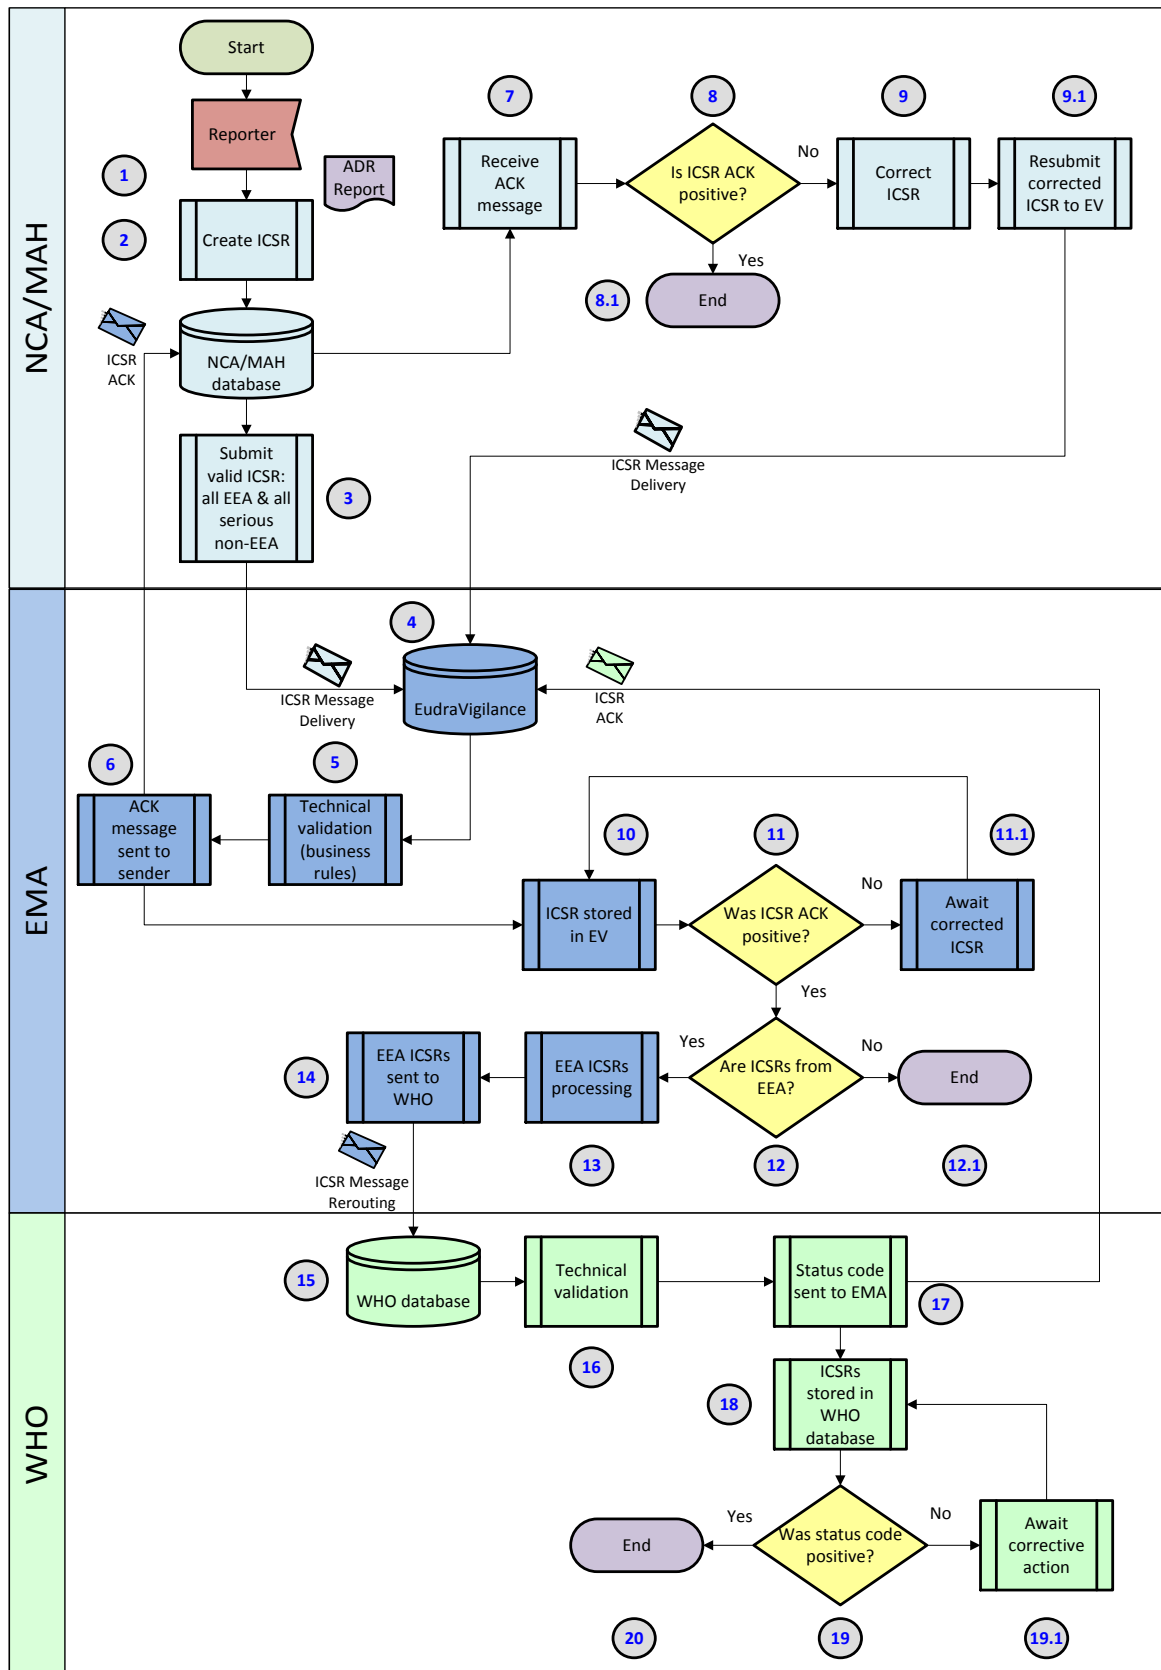 NCA/MAH
Start
Reporter
ADR
Report
1
2
Create ICSR
ICSR
ACK
NCA/MAH
database
Submit
valid ICSR:
all EEA & all
serious
non-EEA
3
7
Receive
ACK
message
8
Is ICSR ACK
positive?
No
Yes
8.1
End
9
Correct
ICSR
9.1
Resubmit
corrected
ICSR to EV
ICSR Message
Delivery
EMA
4
EudraVigilance
ICSR Message
Delivery
ICSR
ACK
6
ACK
message
sent to
sender
5
Technical
validation
(business
rules)
10
ICSR stored
in EV
11
Was ICSR ACK
positive?
No
Yes
11.1
Await
corrected
ICSR
14
EEA ICSRs
sent to
WHO
EEA ICSRs
processing
13
Yes
Are ICSRs from
EEA?
12
No
End
12.1
ICSR Message
Rerouting
WHO
15
WHO database
Technical
validation
16
Status code
sent to EMA
17
18
ICSRs
stored in
WHO
database
Yes
Was status code
positive?
No
End
Await
corrective
action
20
19
19.1